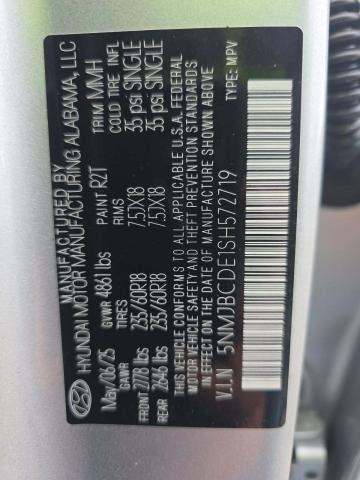 MANUFACTURED BY
HYUNDAI MOTOR MANUFACTURING ALABAMA, LLC
May/06/25 PAINT R2T TRIM MMH
GVWR 4861 lbs
GAWR TIRES RIMS COLD TIRE INFL
FRONT 2778 lbs 235/60R18 7.5JX18 35 psi SINGLE
REAR 2646 lbs 235/60R18 7.5JX18 35 psi SINGLE
THIS VEHICLE CONFORMS TO ALL APPLICABLE U.S.A. FEDERAL
MOTOR VEHICLE SAFETY AND THEFT PREVENTION STANDARDS
IN EFFECT ON THE DATE OF MANUFACTURE SHOWN ABOVE.
V.I.N 5NMJBCDE1SH572719 TYPE: MPV